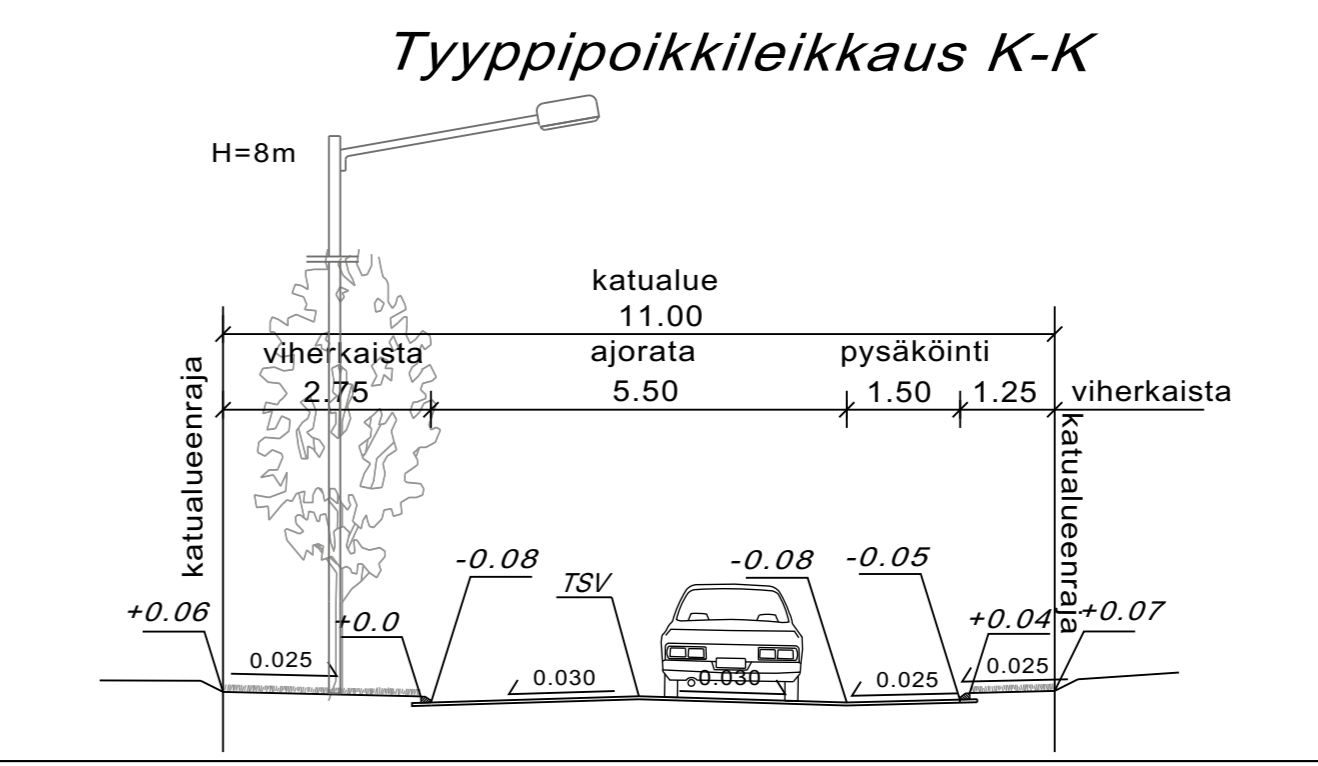 Tyyppipoikkileikkaus K-K
H=8m
katualue
11.00
viherkaista ajorata pysäköinti
2.75 5.50 1.50 1.25 viherkaista
katualueenraja
katualueenraja
-0.08 TSV -0.08 -0.05
+0.06 +0.0 +0.04 +0.07
0.025 0.030 0.030 0.025 0.025